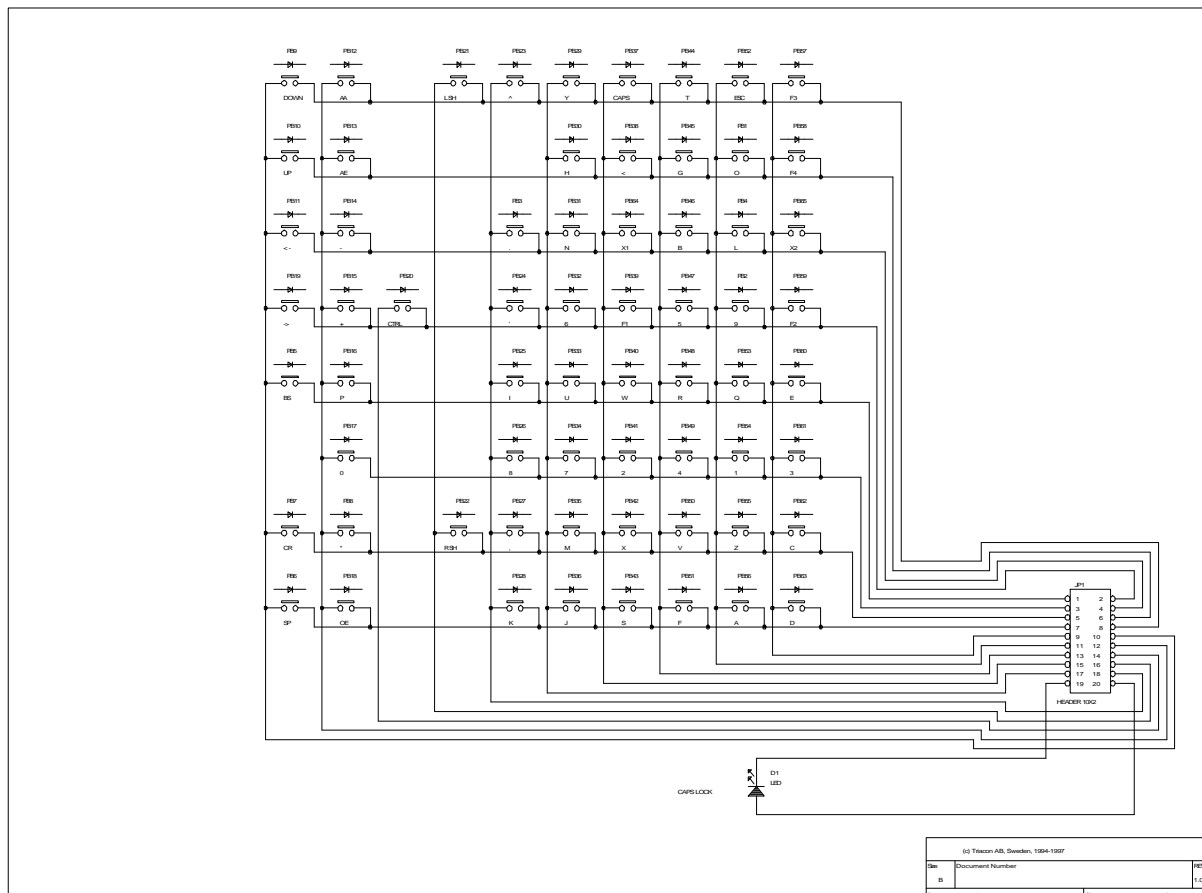 PB9 PB12 PB21 PB23 PB29 PB37 PB44 PB52 PB57
DOWN AA LSH ^ Y CAPS T ESC F3
PB10 PB13 PB30 PB38 PB45 PB1 PB58
UP AE H < G O F4
PB11 PB14 PB3 PB31 PB64 PB46 PB4 PB65
<- - . N X1 B L X2
PB19 PB15 PB20 PB24 PB32 PB39 PB47 PB2 PB59
-> + CTRL ' 6 F1 5 9 F2
PB5 PB16 PB25 PB33 PB40 PB48 PB53 PB60
BS P I U W R Q E
PB17 PB26 PB34 PB41 PB49 PB54 PB61
0 8 7 2 4 1 3
PB7 PB8 PB22 PB27 PB35 PB42 PB50 PB55 PB62
CR * RSH , M X V Z C
PB6 PB18 PB28 PB36 PB43 PB51 PB56 PB63
SP OE K J S F A D
JP1
1 2
3 4
5 6
7 8
9 10
11 12
13 14
15 16
17 18
19 20
HEADER 10X2
D1
LED
CAPS LOCK
(c) Triacon AB, Sweden, 1994-1997
Size Document Number
B